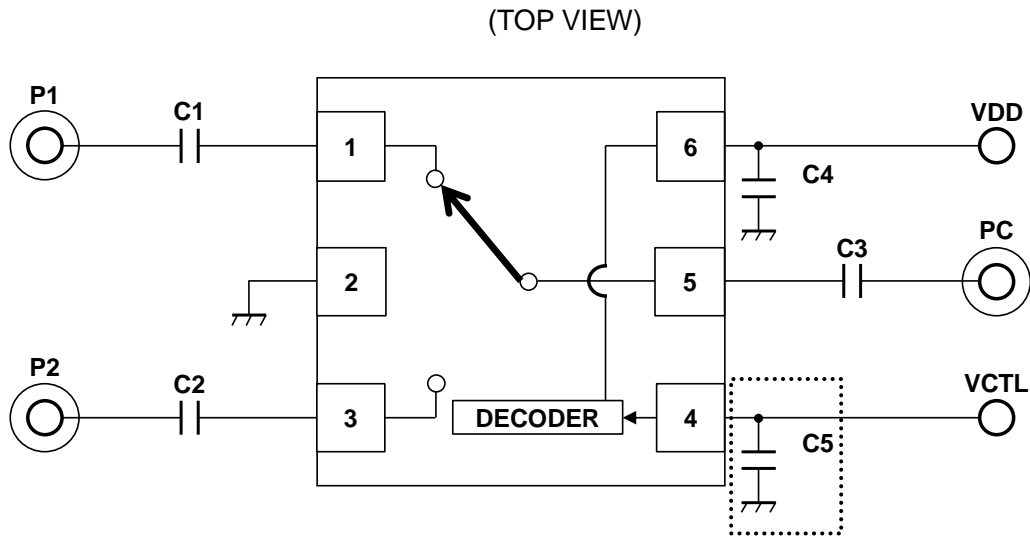 (TOP VIEW)
P1
C1
1
6
VDD
C4
2
5
C3
PC
P2
C2
3
DECODER
4
VCTL
C5